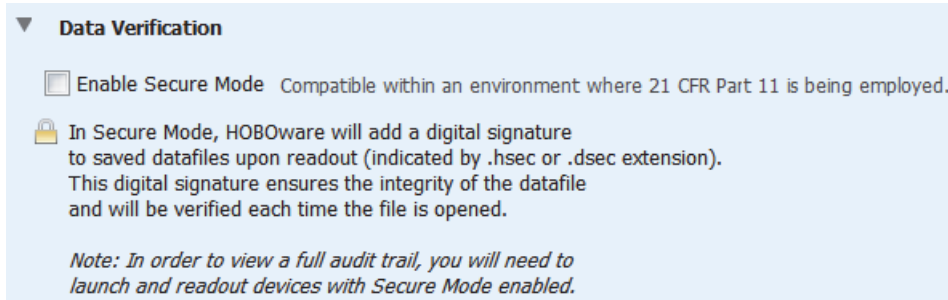 Data Verification
Enable Secure Mode Compatible within an environment where 21 CFR Part 11 is being employed.
In Secure Mode, HOBOware will add a digital signature
to saved datafiles upon readout (indicated by .hsec or .dsec extension).
This digital signature ensures the integrity of the datafile
and will be verified each time the file is opened.
Note: In order to view a full audit trail, you will need to
launch and readout devices with Secure Mode enabled.